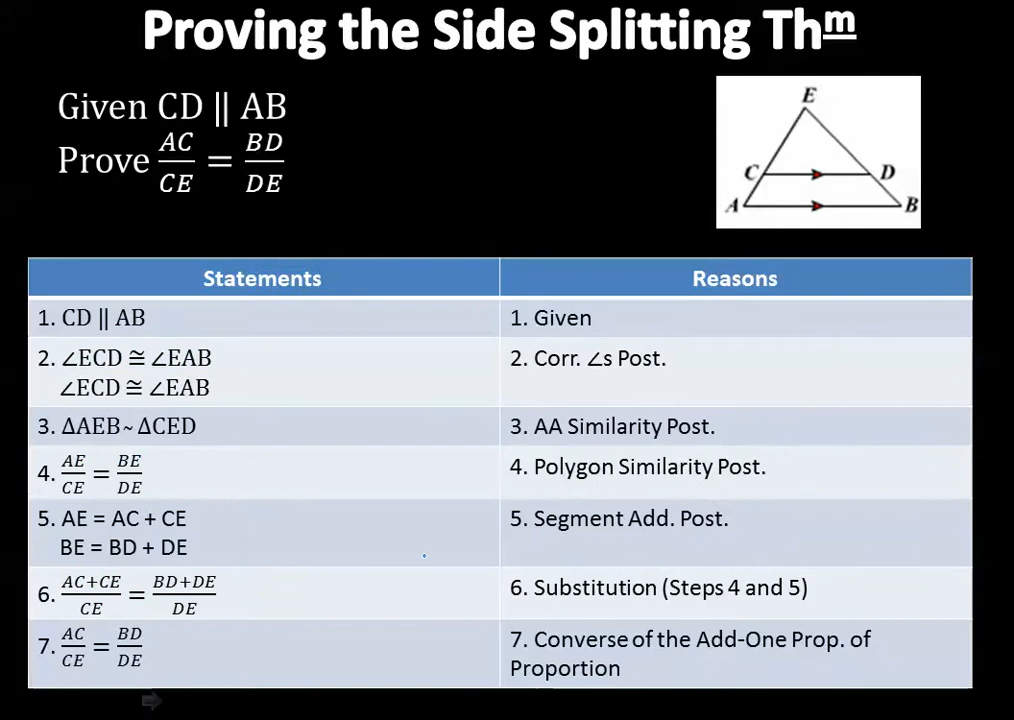 Proving the Side Splitting Thm
Given CD ∥ AB
Prove AC/CE = BD/DE
E
C D
A B
Statements Reasons
1. CD ∥ AB 1. Given
2. ∠ECD ≅ ∠EAB 2. Corr. ∠s Post.
∠ECD ≅ ∠EAB
3. ΔAEB~ ΔCED 3. AA Similarity Post.
4. AE/CE = BE/DE 4. Polygon Similarity Post.
5. AE = AC + CE 5. Segment Add. Post.
BE = BD + DE
6. AC+CE/CE = BD+DE/DE 6. Substitution (Steps 4 and 5)
7. AC/CE = BD/DE 7. Converse of the Add-One Prop. of
Proportion